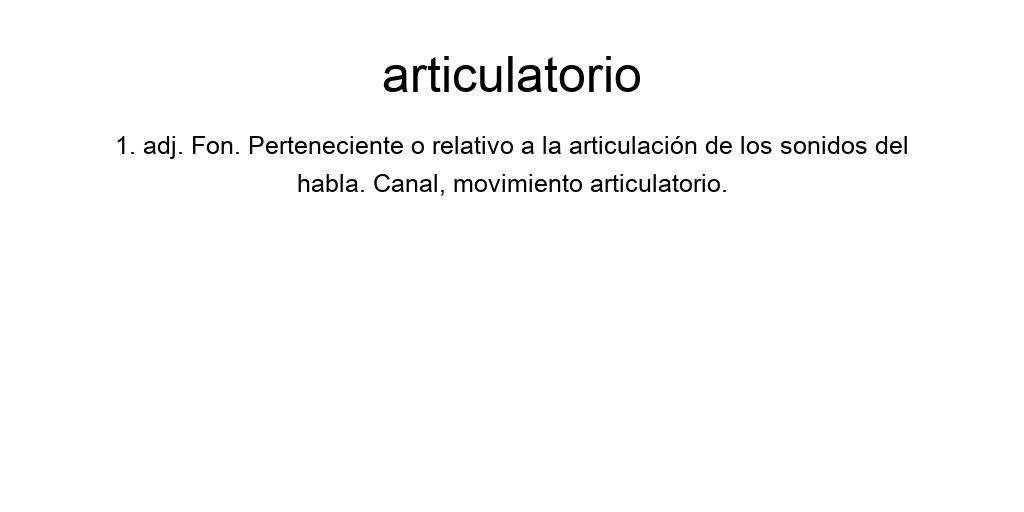 articulatorio
1. adj. Fon. Perteneciente o relativo a la articulación de los sonidos del
habla. Canal, movimiento articulatorio.